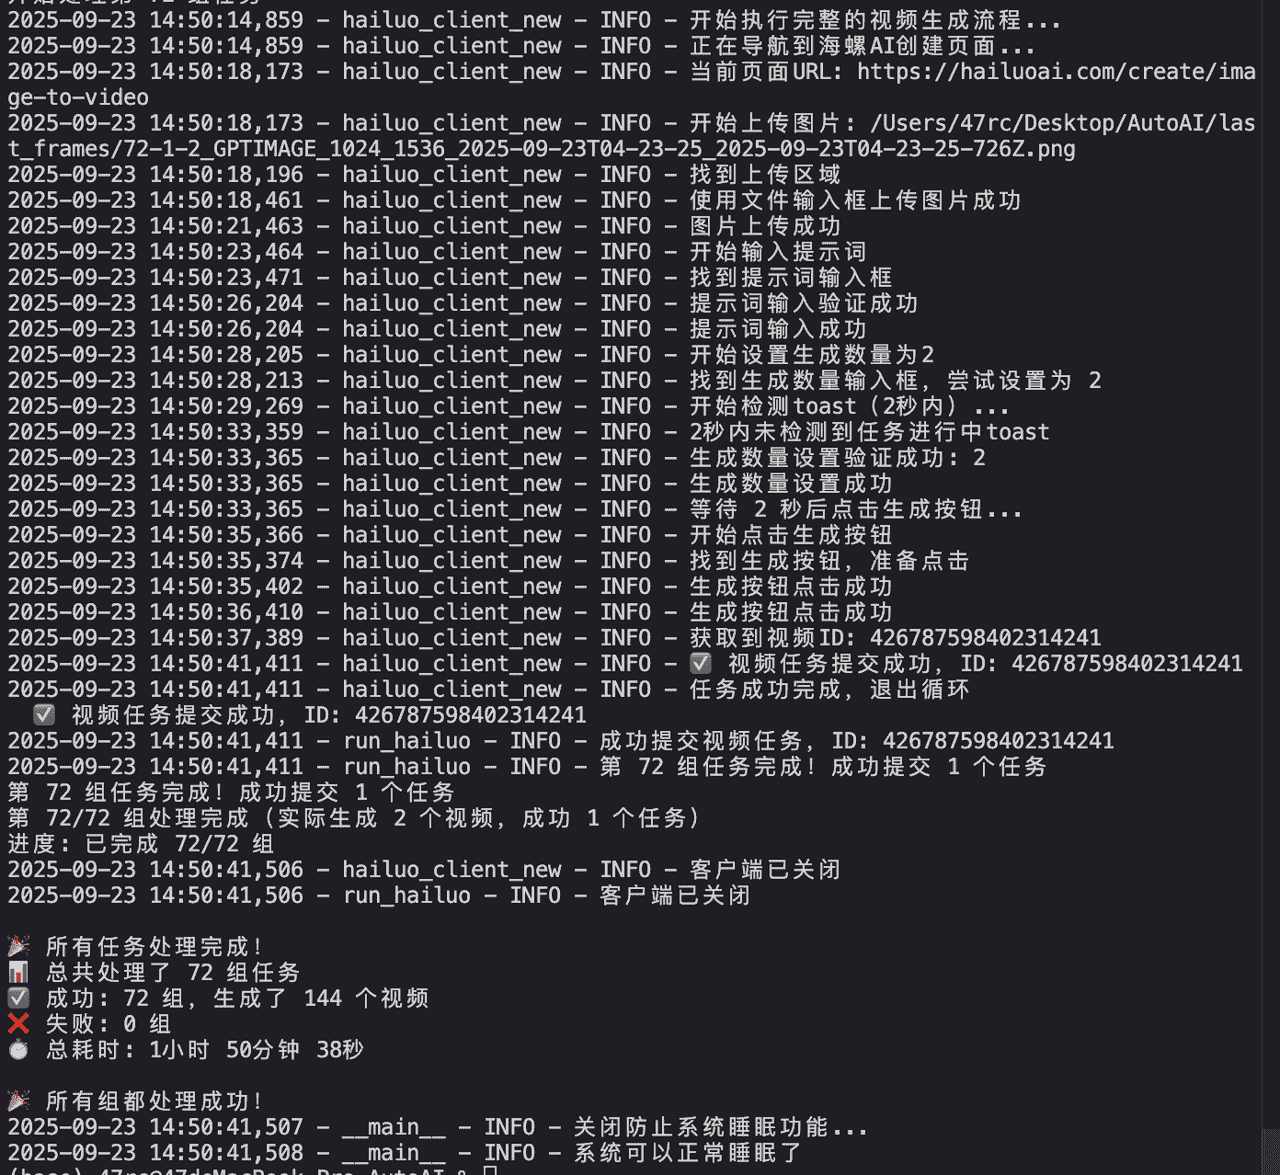 开始处理第 72 组任务
2025-09-23 14:50:14,859 - hailuo_client_new - INFO - 开始执行完整的视频生成流程...
2025-09-23 14:50:14,859 - hailuo_client_new - INFO - 正在导航到海螺AI创建页面...
2025-09-23 14:50:18,173 - hailuo_client_new - INFO - 当前页面URL: https://hailuoai.com/create/ima
ge-to-video
2025-09-23 14:50:18,173 - hailuo_client_new - INFO - 开始上传图片: /Users/47rc/Desktop/AutoAI/las
t_frames/72-1-2_GPTIMAGE_1024_1536_2025-09-23T04-23-25_2025-09-23T04-23-25-726Z.png
2025-09-23 14:50:18,196 - hailuo_client_new - INFO - 找到上传区域
2025-09-23 14:50:18,461 - hailuo_client_new - INFO - 使用文件输入框上传图片成功
2025-09-23 14:50:21,463 - hailuo_client_new - INFO - 图片上传成功
2025-09-23 14:50:23,464 - hailuo_client_new - INFO - 开始输入提示词
2025-09-23 14:50:23,471 - hailuo_client_new - INFO - 找到提示词输入框
2025-09-23 14:50:26,204 - hailuo_client_new - INFO - 提示词输入验证成功
2025-09-23 14:50:26,204 - hailuo_client_new - INFO - 提示词输入成功
2025-09-23 14:50:28,205 - hailuo_client_new - INFO - 开始设置生成数量为2
2025-09-23 14:50:28,213 - hailuo_client_new - INFO - 找到生成数量输入框，尝试设置为 2
2025-09-23 14:50:29,269 - hailuo_client_new - INFO - 开始检测toast（2秒内）...
2025-09-23 14:50:33,359 - hailuo_client_new - INFO - 2秒内未检测到任务进行中toast
2025-09-23 14:50:33,365 - hailuo_client_new - INFO - 生成数量设置验证成功: 2
2025-09-23 14:50:33,365 - hailuo_client_new - INFO - 生成数量设置成功
2025-09-23 14:50:33,365 - hailuo_client_new - INFO - 等待 2 秒后点击生成按钮...
2025-09-23 14:50:35,366 - hailuo_client_new - INFO - 开始点击生成按钮
2025-09-23 14:50:35,374 - hailuo_client_new - INFO - 找到生成按钮，准备点击
2025-09-23 14:50:35,402 - hailuo_client_new - INFO - 生成按钮点击成功
2025-09-23 14:50:36,410 - hailuo_client_new - INFO - 生成按钮点击成功
2025-09-23 14:50:37,389 - hailuo_client_new - INFO - 获取到视频ID: 426787598402314241
2025-09-23 14:50:41,411 - hailuo_client_new - INFO - ✅ 视频任务提交成功，ID: 426787598402314241
2025-09-23 14:50:41,411 - hailuo_client_new - INFO - 任务成功完成，退出循环
✅ 视频任务提交成功，ID: 426787598402314241
2025-09-23 14:50:41,411 - run_hailuo - INFO - 成功提交视频任务，ID: 426787598402314241
2025-09-23 14:50:41,411 - run_hailuo - INFO - 第 72 组任务完成！成功提交 1 个任务
第 72 组任务完成！成功提交 1 个任务
第 72/72 组处理完成（实际生成 2 个视频，成功 1 个任务）
进度: 已完成 72/72 组
2025-09-23 14:50:41,506 - hailuo_client_new - INFO - 客户端已关闭
2025-09-23 14:50:41,506 - run_hailuo - INFO - 客户端已关闭
🎉 所有任务处理完成！
📊 总共处理了 72 组任务
✅ 成功: 72 组，生成了 144 个视频
❌ 失败: 0 组
⏱ 总耗时: 1小时 50分钟 38秒
🎉 所有组都处理成功！
2025-09-23 14:50:41,507 - __main__ - INFO - 关闭防止系统睡眠功能...
2025-09-23 14:50:41,508 - __main__ - INFO - 系统可以正常睡眠了
(base) 47rc@47deMacBook-Pro AutoAI %